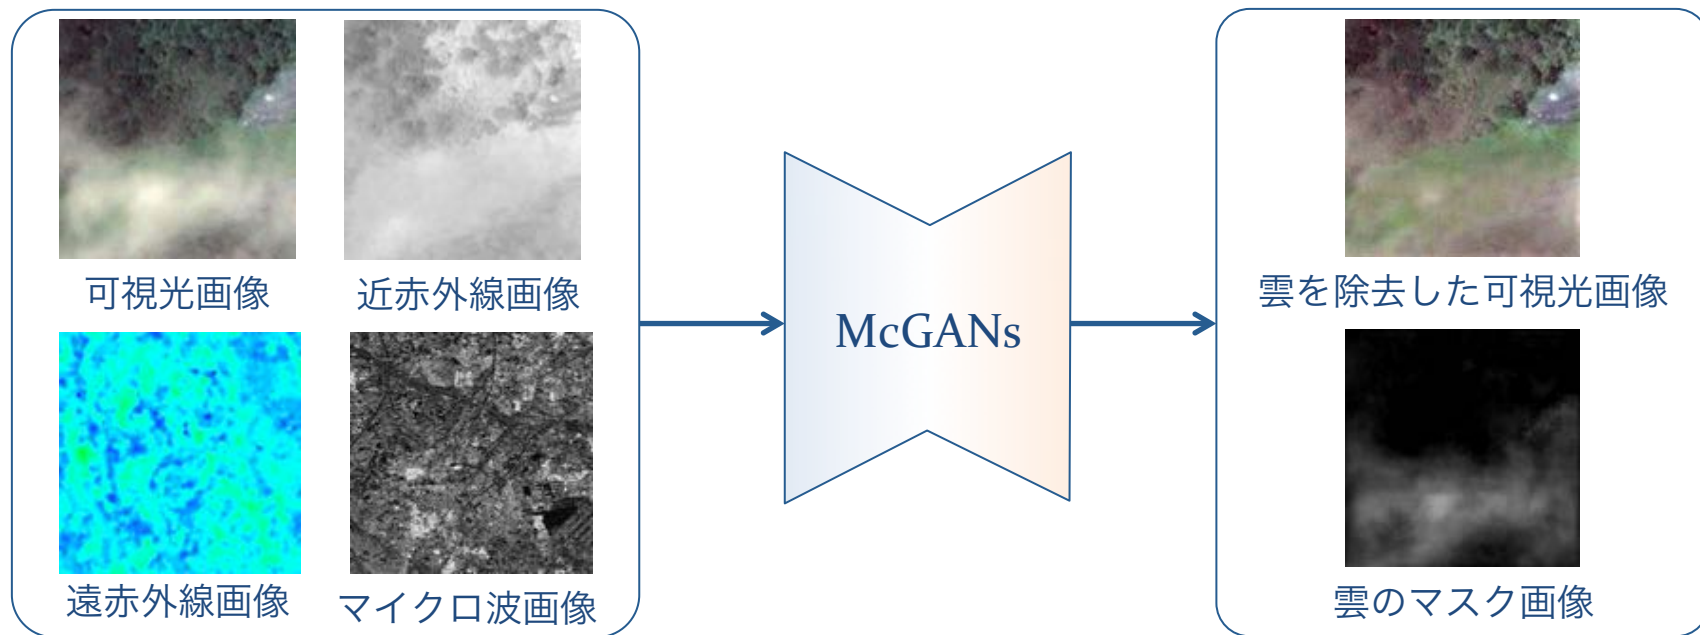 可視光画像
近赤外線画像
遠赤外線画像
マイクロ波画像
McGANs
雲を除去した可視光画像
雲のマスク画像